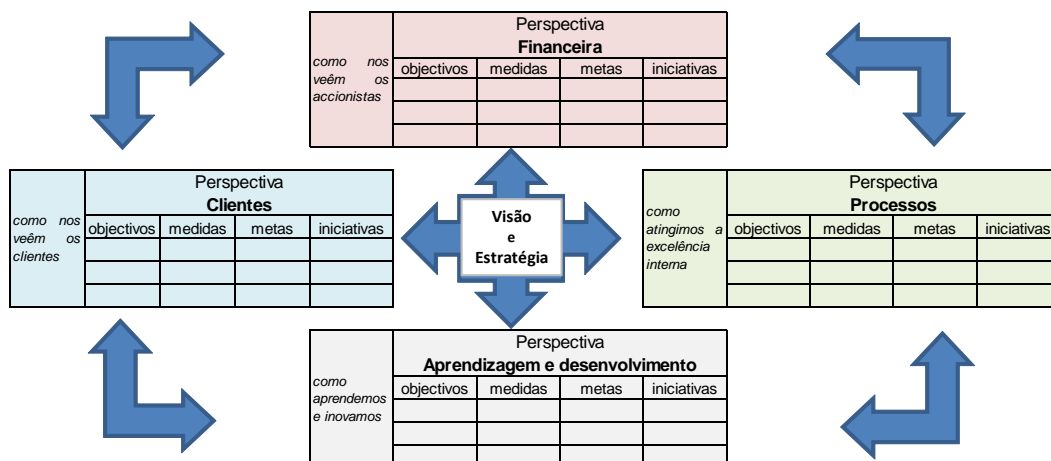 Perspectiva
Financeira
como nos
veêm os
accionistas
objectivos medidas metas iniciativas
Perspectiva
Clientes
como nos
veêm os
clientes
objectivos medidas metas iniciativas
Visão
e
Estratégia
Perspectiva
Processos
como
atingimos a
excelência
interna
objectivos medidas metas iniciativas
Perspectiva
Aprendizagem e desenvolvimento
como
aprendemos
e inovamos
objectivos medidas metas iniciativas